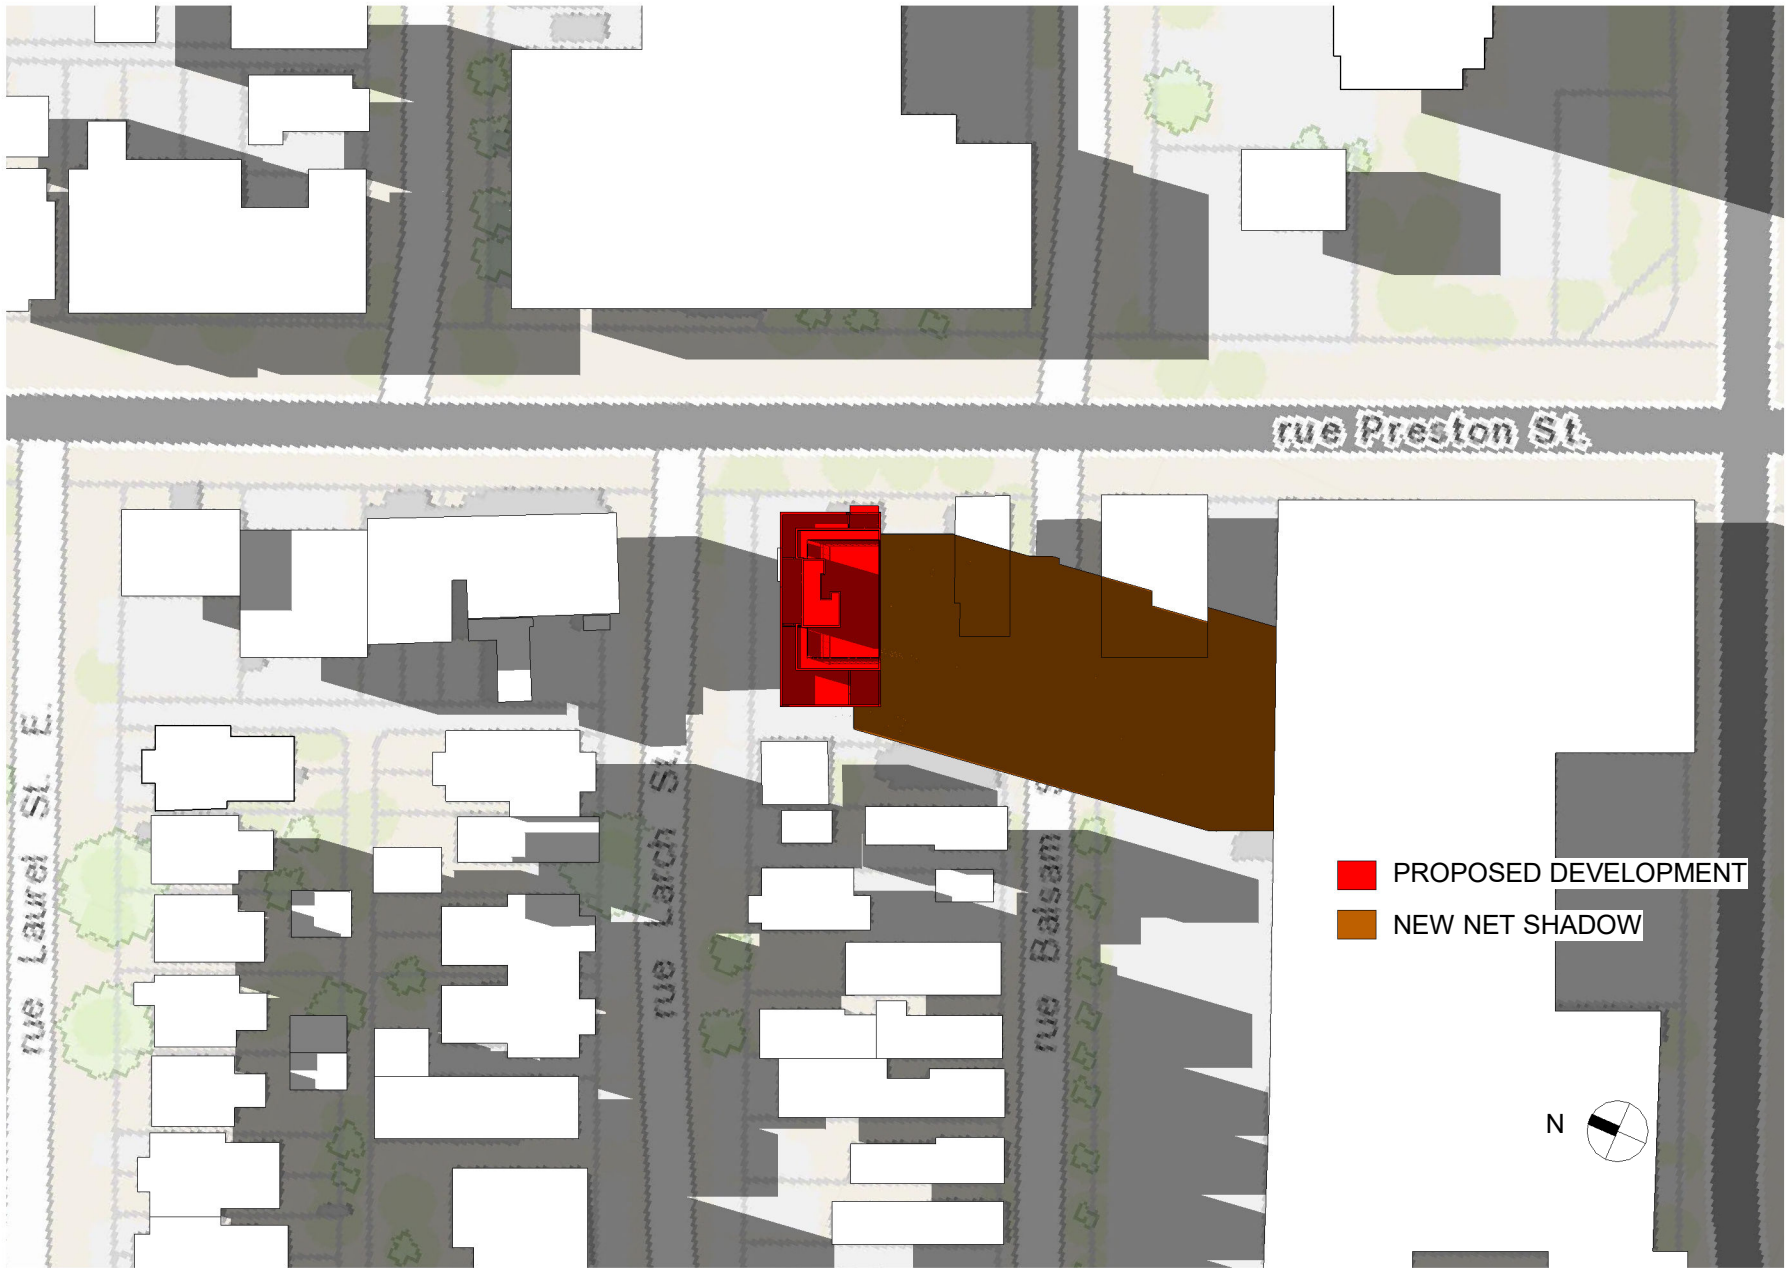 rue Preston St.
rue Laurel St. E.
rue Larch St.
rue Balsam S
PROPOSED DEVELOPMENT
NEW NET SHADOW
N